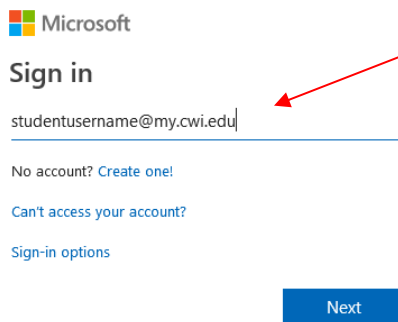 Microsoft
Sign in
studentusername@my.cwi.edu
No account? Create one!
Can't access your account?
Sign-in options
Next